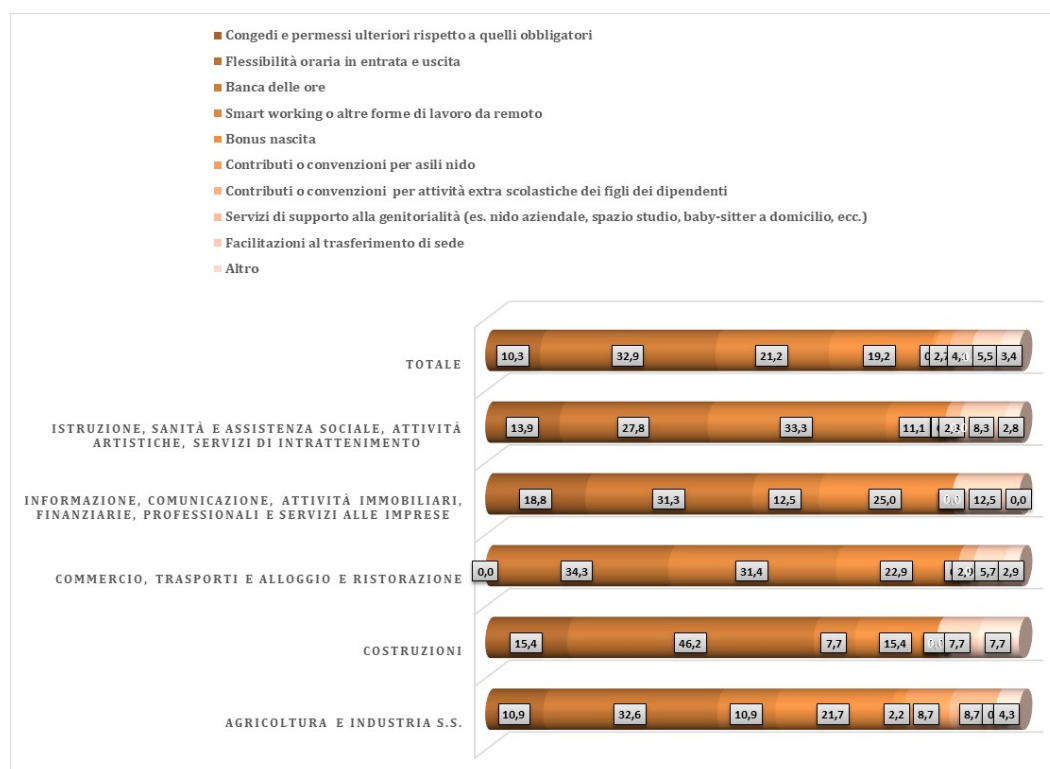 Congedi e permessi ulteriori rispetto a quelli obbligatori
Flessibilità oraria in entrata e uscita
Banca delle ore
Smart working o altre forme di lavoro da remoto
Bonus nascita
Contributi o convenzioni per asili nido
Contributi o convenzioni per attività extra scolastiche dei figli dei dipendenti
Servizi di supporto alla genitorialità (es. nido aziendale, spazio studio, baby-sitter a domicilio, ecc.)
Facilitazioni al trasferimento di sede
Altro
TOTALE
10,3 32,9 21,2 19,2 5,5 3,4
ISTRUZIONE, SANITÀ E ASSISTENZA SOCIALE, ATTIVITÀ
ARTISTICHE, SERVIZI DI INTRATTENIMENTO
13,9 27,8 33,3 11,1 8,3 2,8
INFORMAZIONE, COMUNICAZIONE, ATTIVITÀ IMMOBILIARI,
FINANZIARIE, PROFESSIONALI E SERVIZI ALLE IMPRESE
18,8 31,3 12,5 25,0 0,0 12,5 0,0
COMMERCIO, TRASPORTI E ALLOGGIO E RISTORAZIONE
0,0 34,3 31,4 22,9 5,7 2,9
COSTRUZIONI
15,4 46,2 7,7 15,4 7,7 7,7
AGRICOLTURA E INDUSTRIA S.S.
10,9 32,6 10,9 21,7 2,2 8,7 8,7 4,3